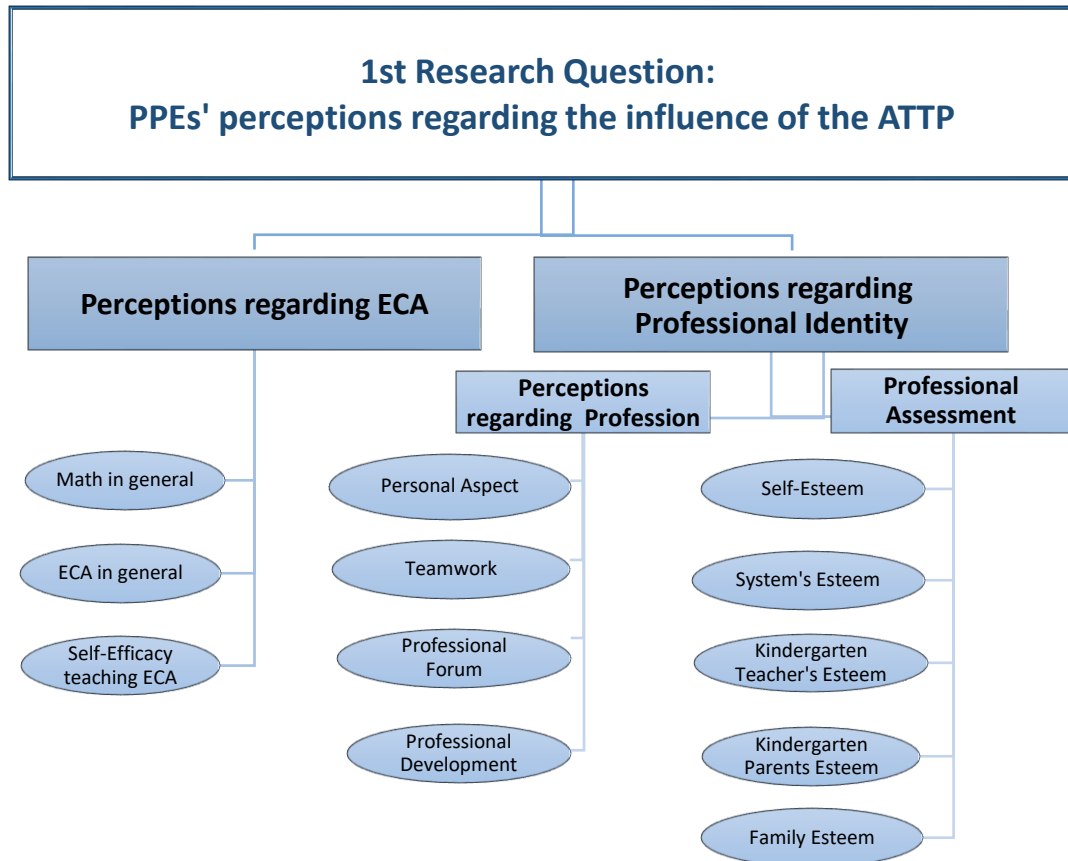 1st Research Question:
PPEs' perceptions regarding the influence of the ATTP
Perceptions regarding ECA
Perceptions regarding
Professional Identity
Perceptions
regarding Profession
Professional
Assessment
Math in general
ECA in general
Self-Efficacy
teaching ECA
Personal Aspect
Teamwork
Professional
Forum
Professional
Development
Self-Esteem
System's Esteem
Kindergarten
Teacher's Esteem
Kindergarten
Parents Esteem
Family Esteem